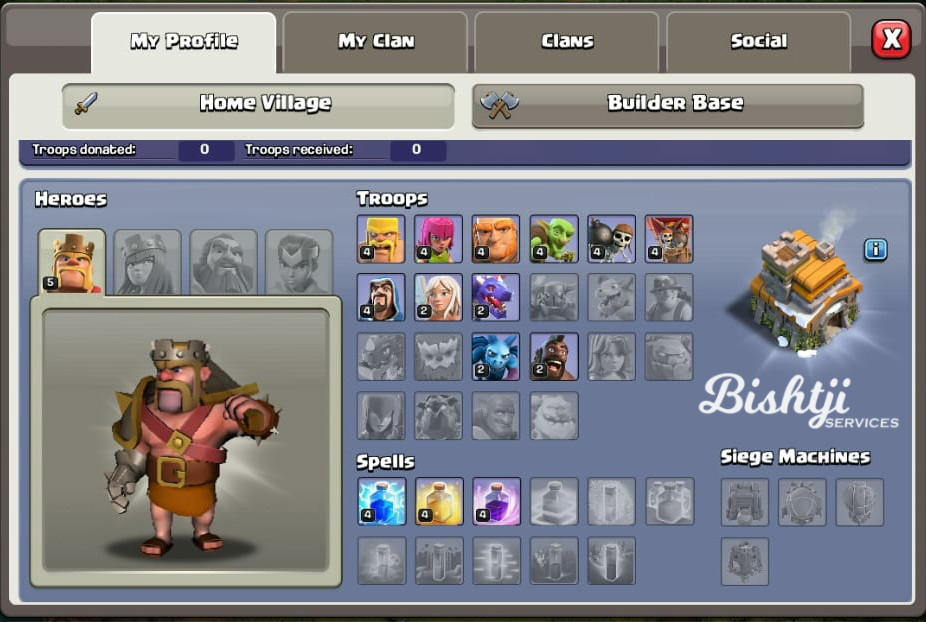 My Profile
My Clan
Clans
Social
X
Home Village
Builder Base
Troops donated: 0 Troops received: 0
Heroes
5
Troops
4 4 4 4 4 4
4 2 2
2 2
i
Bishtji
SERVICES
Spells
4 4 4
Siege Machines
G